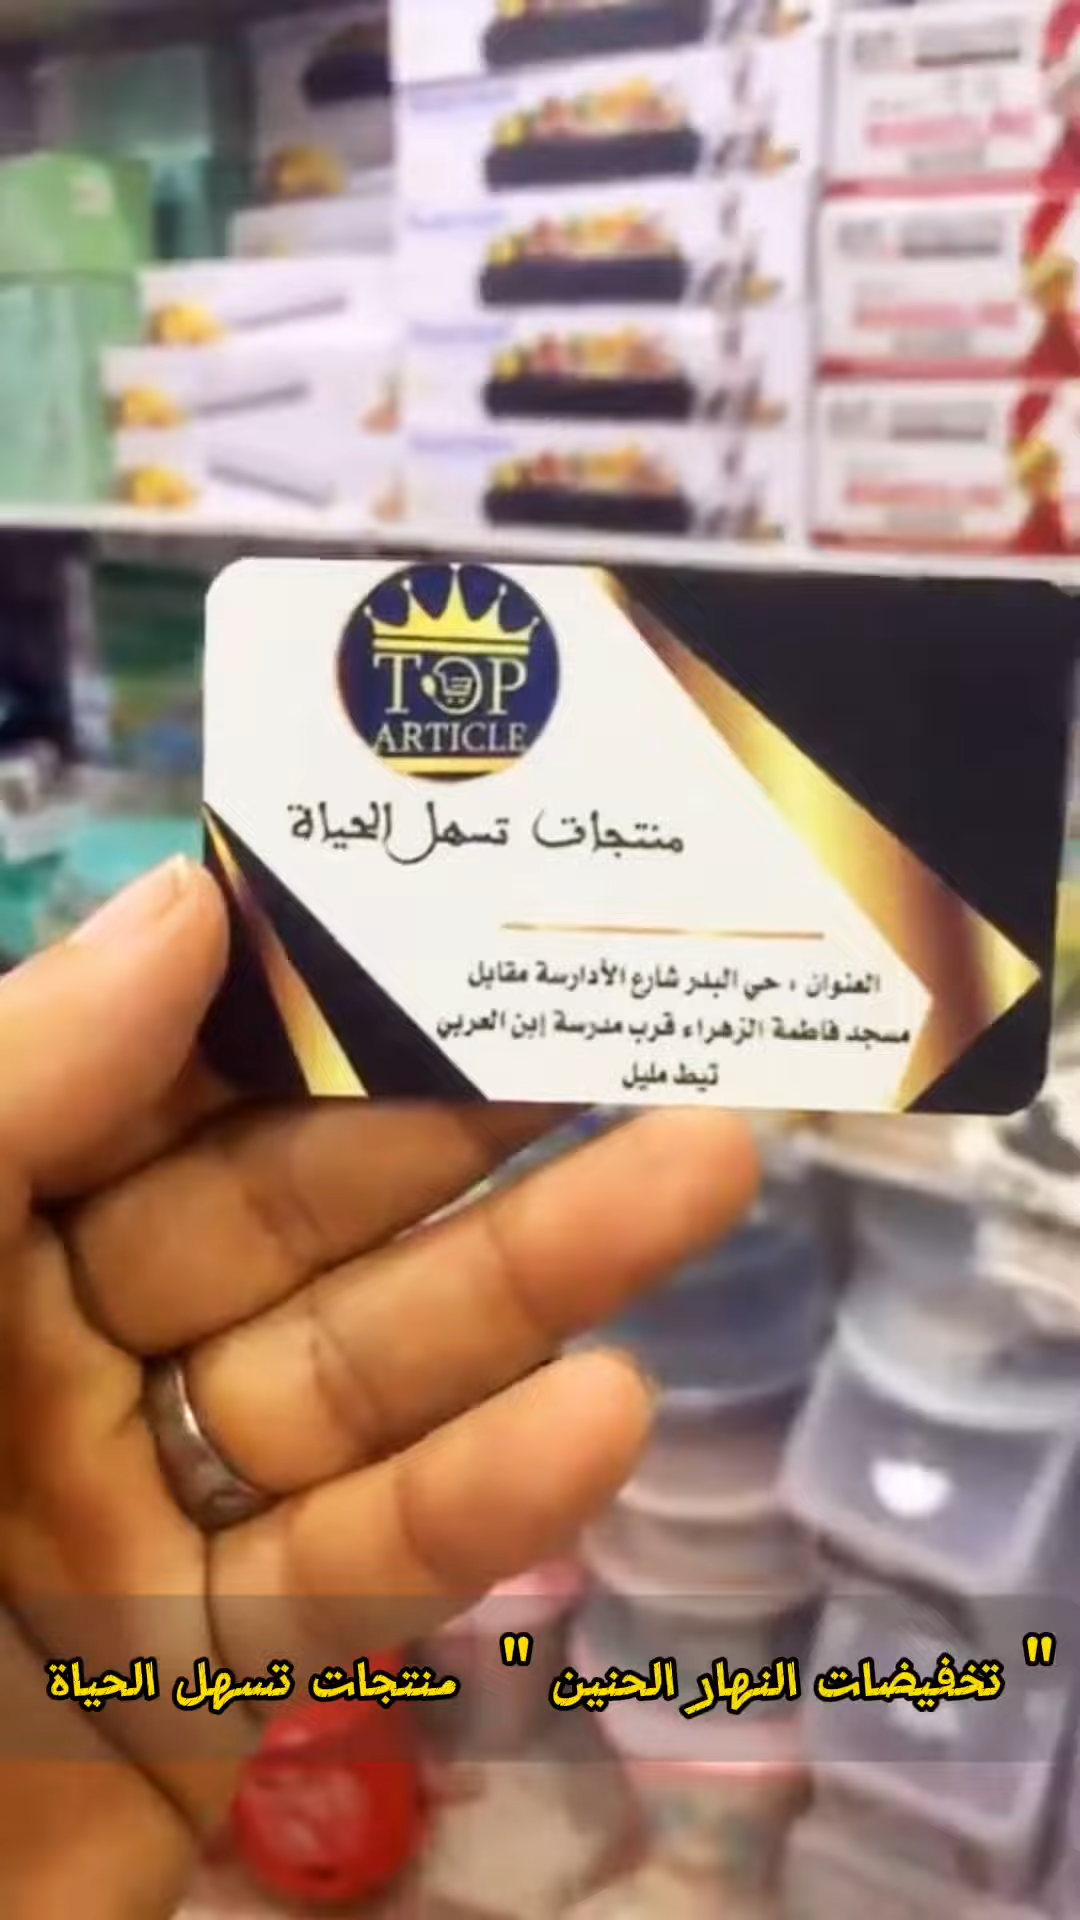 TOP
ARTICLE
منتجات تسهل الحياة
العنوان : حي البدر شارع الأدارسة مقابل
مسجد فاطمة الزهراء قرب مدرسة إبن العربي
تيط مليل
" تخفيضات النهار الحنين " منتجات تسهل الحياة